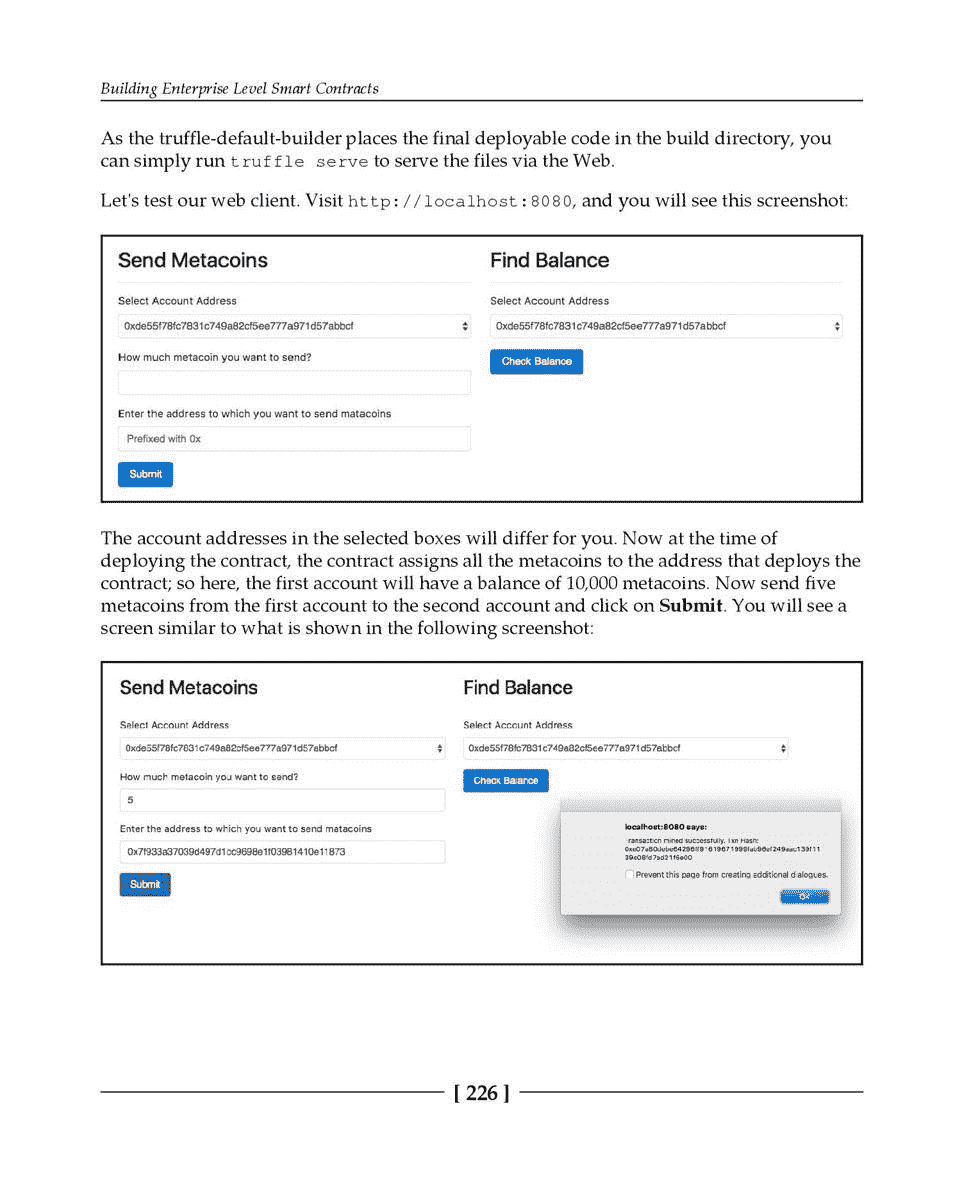 Building Enterprise Level Smart Contracts
As the truffle-default-builder places the final deployable code in the build directory, you
can simply run truffle serve to serve the files via the Web.
Let's test our web client. Visit http://localhost:8080, and you will see this screenshot:
Send Metacoins
Find Balance
Select Account Address
Select Account Address
0xde55f78fc7831c749a82cf5ee777a971d57abbcf
0xde55f78fc7831c749a82cf5ee777a971d57abbcf
How much metacoin you want to send?
Check Balance
Enter the address to which you want to send matacoins
Prefixed with 0x
Submit
The account addresses in the selected boxes will differ for you. Now at the time of
deploying the contract, the contract assigns all the metacoins to the address that deploys the
contract; so here, the first account will have a balance of 10,000 metacoins. Now send five
metacoins from the first account to the second account and click on Submit. You will see a
screen similar to what is shown in the following screenshot:
Send Metacoins
Find Balance
Select Account Address
Select Account Address
0xde55f78fc7831c749a82cf5ee777a971d57abbcf
0xde55f78fc7831c749a82cf5ee777a971d57abbcf
How much metacoin you want to send?
Check Balance
5
Enter the address to which you want to send matacoins
0x7f933a37039d497d1cc9698e1f03981410e11873
Submit
localhost:8080 says:
Transaction mined successfully. Txn Hash:
Prevent this page from creating additional dialogues.
OK
[ 226 ]